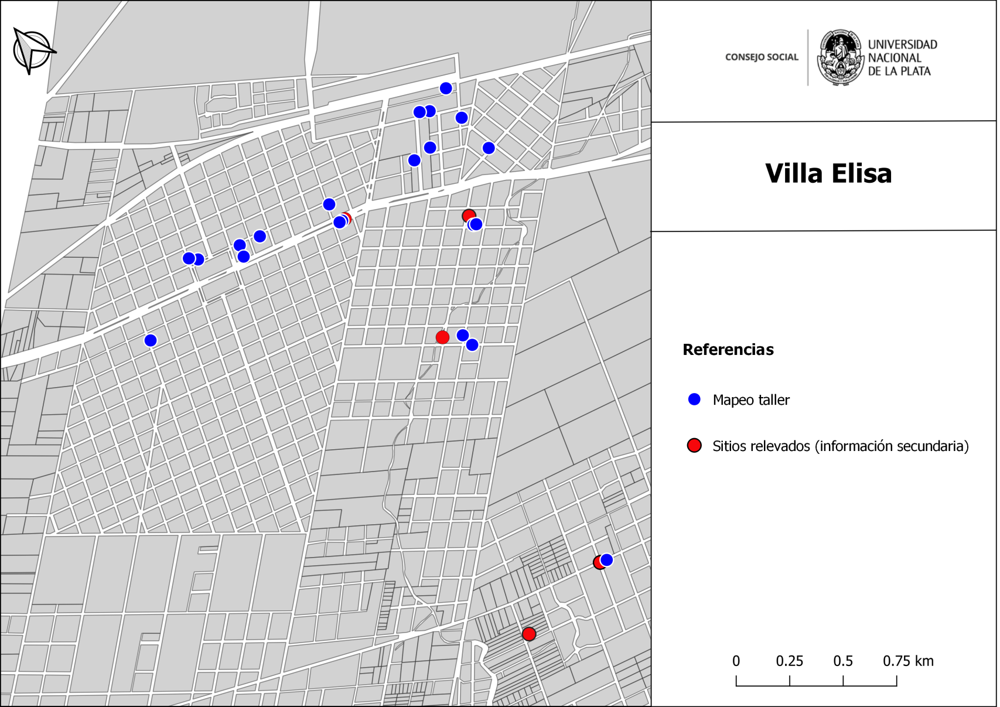 CONSEJO SOCIAL
UNIVERSIDAD
NACIONAL
DE LA PLATA
Villa Elisa
Referencias
Mapeo taller
Sitios relevados (información secundaria)
0 0.25 0.5 0.75 km